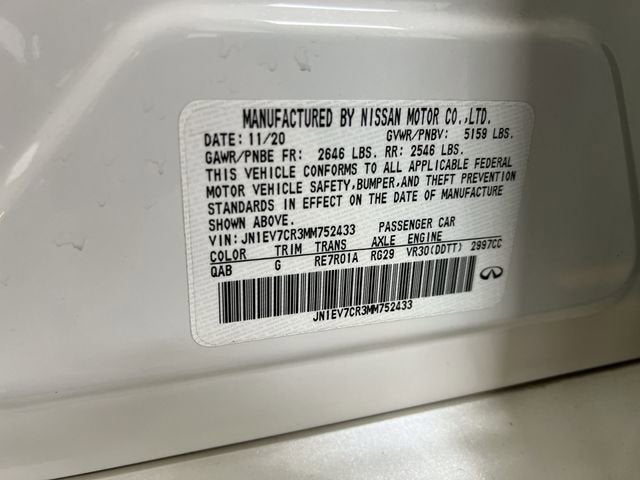 MANUFACTURED BY NISSAN MOTOR CO.,LTD.
DATE: 11/20 GVWR/PNBV: 5159 LBS.
GAWR/PNBE FR: 2646 LBS. RR: 2546 LBS.
THIS VEHICLE CONFORMS TO ALL APPLICABLE FEDERAL
MOTOR VEHICLE SAFETY,BUMPER,AND THEFT PREVENTION
STANDARDS IN EFFECT ON THE DATE OF MANUFACTURE
SHOWN ABOVE.
VIN: JN1EV7CR3MM752433 PASSENGER CAR
COLOR TRIM TRANS AXLE ENGINE
QAB G RE7R01A RG29 VR30(DDTT) 2997CC
JN1EV7CR3MM752433